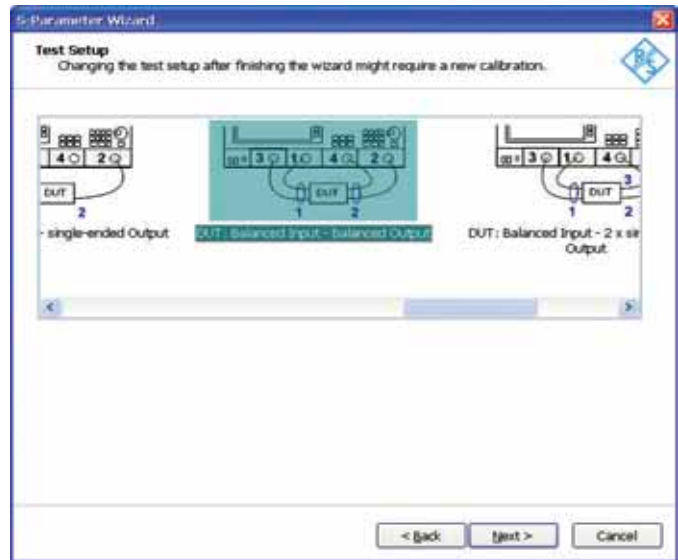 S-Parameter Wizard
Test Setup
Changing the test setup after finishing the wizard might require a new calibration.
R&S
4 2
DUT
2
- single-ended Output
3 1 4 2
DUT
1 2
DUT : Balanced Input - Balanced Output
3 1 4
3
DUT
1 2
DUT : Balanced Input - 2 x sin
Output
< Back
Next >
Cancel